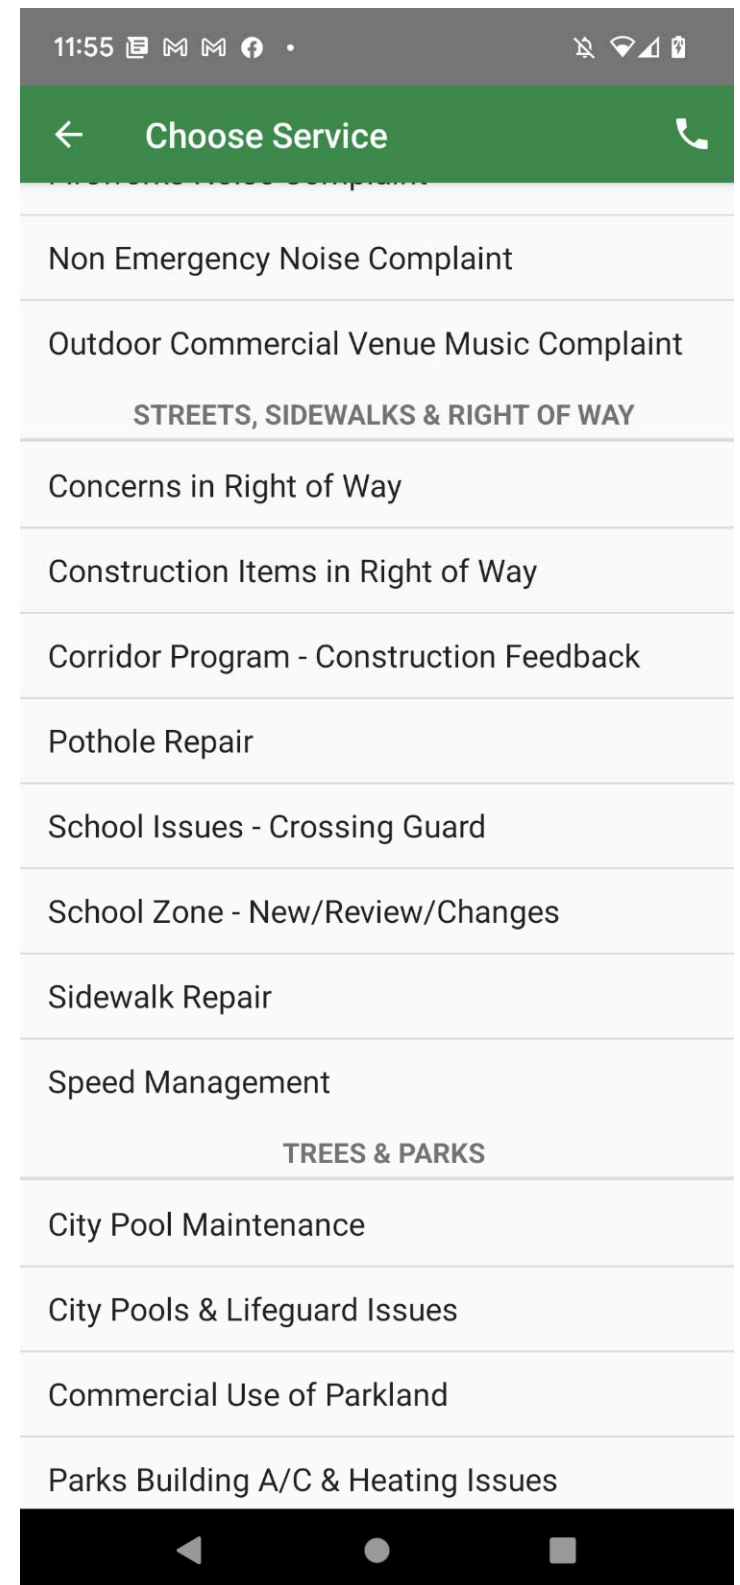 11:55
Choose Service
Fireworks Noise Complaint
Non Emergency Noise Complaint
Outdoor Commercial Venue Music Complaint
STREETS, SIDEWALKS & RIGHT OF WAY
Concerns in Right of Way
Construction Items in Right of Way
Corridor Program - Construction Feedback
Pothole Repair
School Issues - Crossing Guard
School Zone - New/Review/Changes
Sidewalk Repair
Speed Management
TREES & PARKS
City Pool Maintenance
City Pools & Lifeguard Issues
Commercial Use of Parkland
Parks Building A/C & Heating Issues